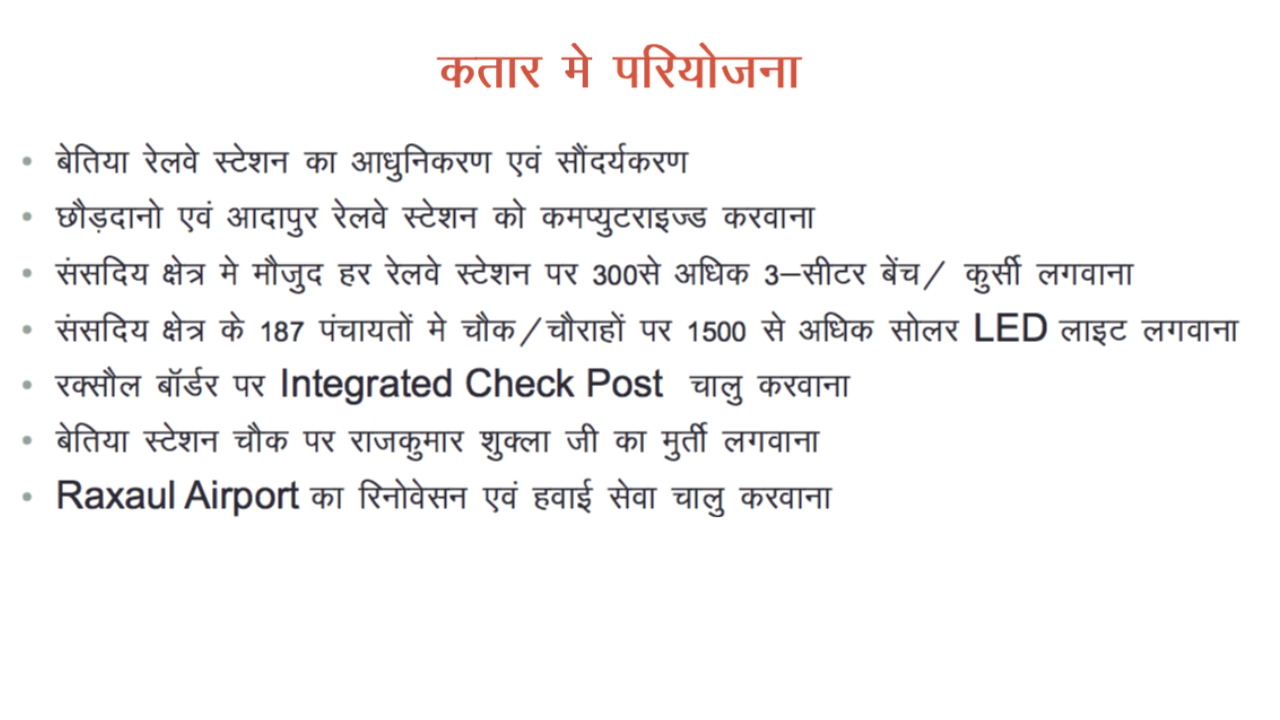 कतार मे परियोजना
• बेतिया रेलवे स्टेशन का आधुनिकरण एवं सौंदर्यकरण
• छौड़दानो एवं आदापुर रेलवे स्टेशन को कमप्युटराइज्ड करवाना
• संसदिय क्षेत्र मे मौजुद हर रेलवे स्टेशन पर 300से अधिक 3–सीटर बेंच/ कुर्सी लगवाना
• संसदिय क्षेत्र के 187 पंचायतों मे चौक/चौराहों पर 1500 से अधिक सोलर LED लाइट लगवाना
• रक्सौल बॉर्डर पर Integrated Check Post चालु करवाना
• बेतिया स्टेशन चौक पर राजकुमार शुक्ला जी का मुर्ती लगवाना
• Raxaul Airport का रिनोवेसन एवं हवाई सेवा चालु करवाना